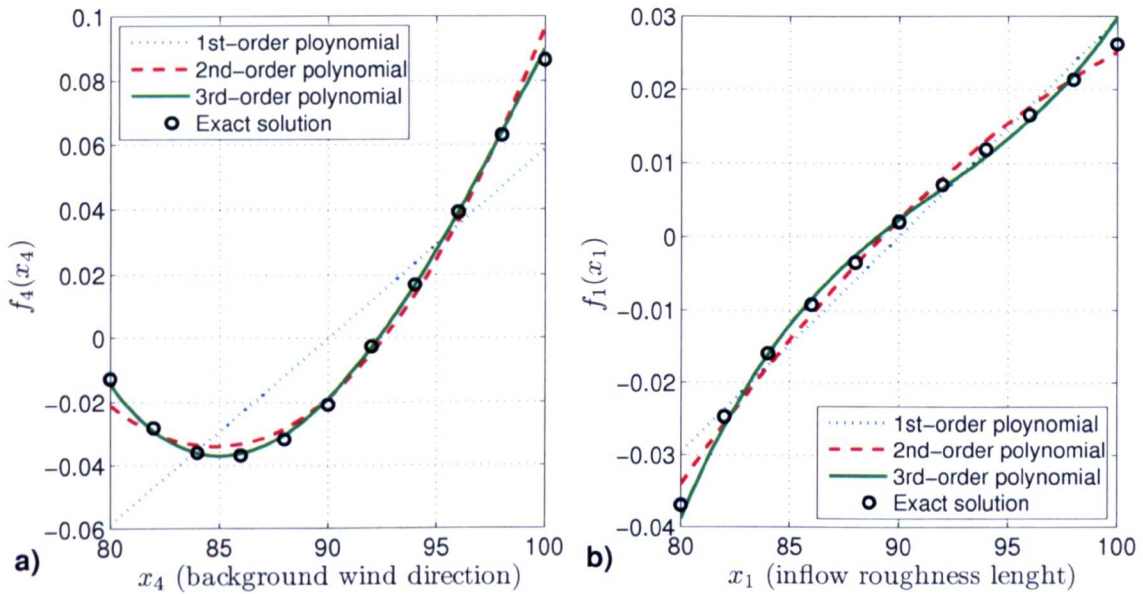 0.1
0.08
0.06
0.04
0.02
0
−0.02
−0.04
−0.06
f4(x4)
1st−order ploynomial
2nd−order polynomial
3rd−order polynomial
Exact solution
80 85 90 95 100
a) x4 (background wind direction)
0.03
0.02
0.01
0
−0.01
−0.02
−0.03
−0.04
f1(x1)
1st−order ploynomial
2nd−order polynomial
3rd−order polynomial
Exact solution
80 85 90 95 100
b) x1 (inflow roughness lenght)